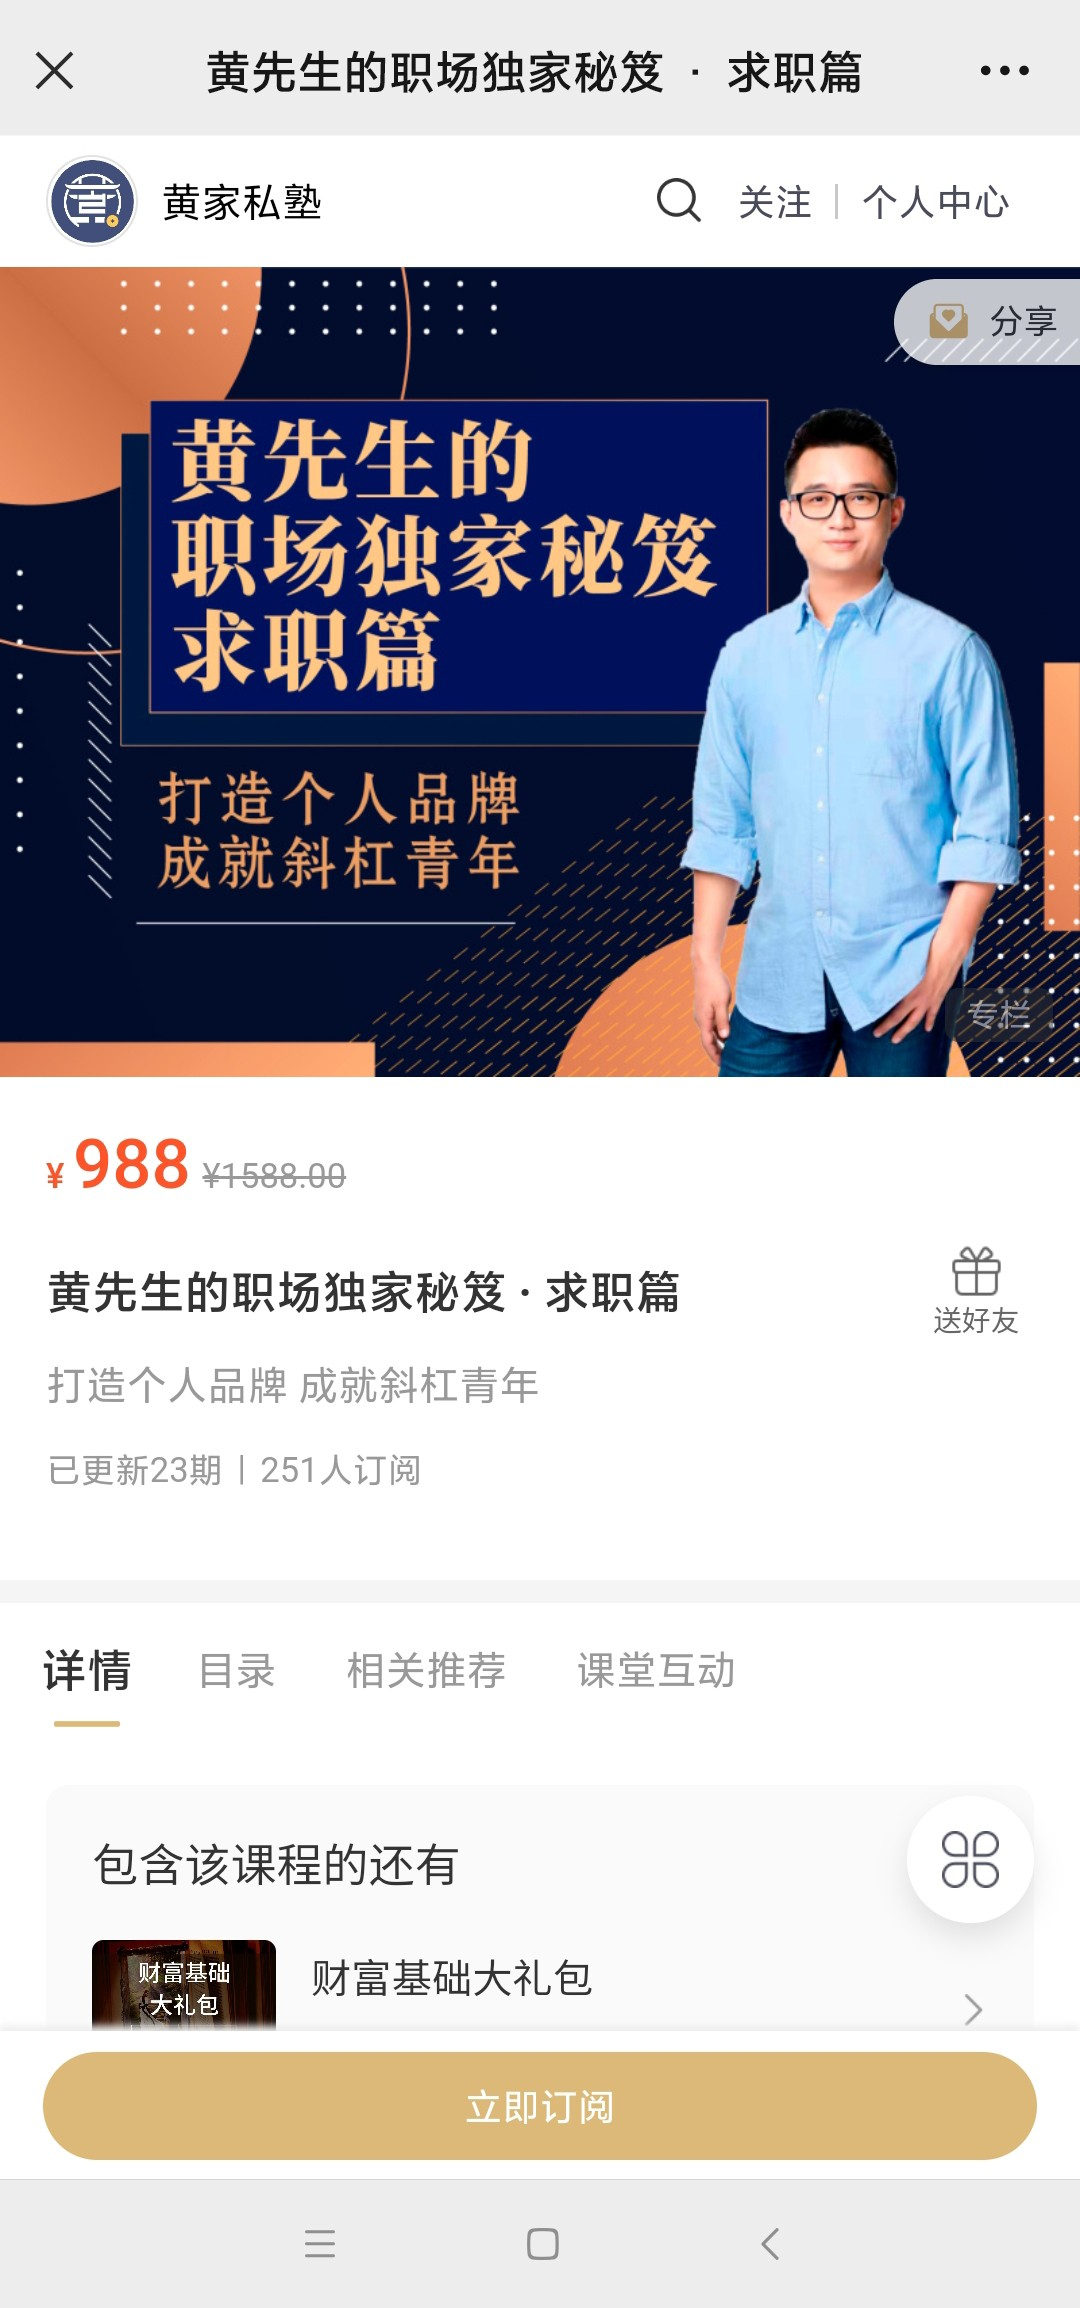 黄先生的职场独家秘笈 · 求职篇
黄家私塾
关注 | 个人中心
分享
黄先生的
职场独家秘笈
求职篇
打造个人品牌
成就斜杠青年
专栏
¥988 ¥1588.00
黄先生的职场独家秘笈 · 求职篇
送好友
打造个人品牌 成就斜杠青年
已更新23期 | 251人订阅
详情 目录 相关推荐 课堂互动
包含该课程的还有
财富基础
大礼包
财富基础大礼包
立即订阅